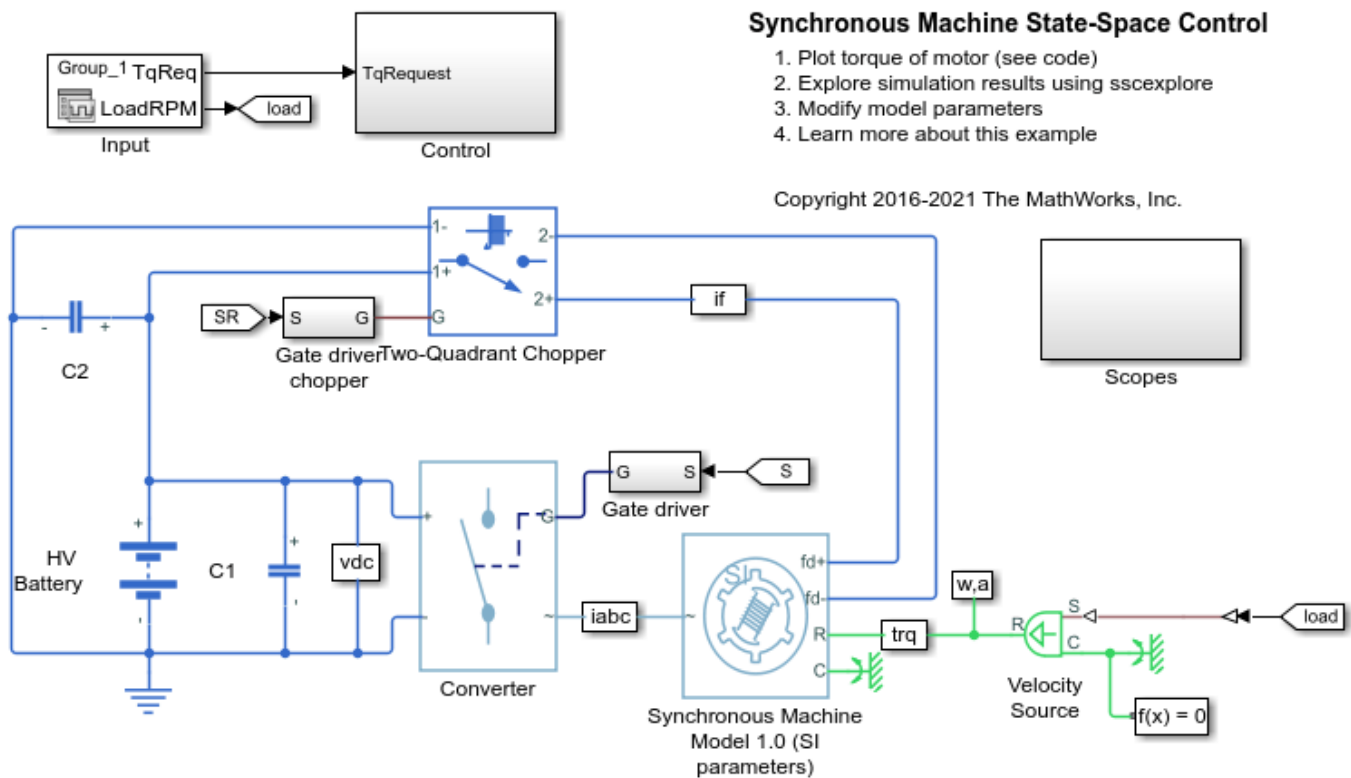 Synchronous Machine State-Space Control
1. Plot torque of motor (see code)
2. Explore simulation results using sscexplore
3. Modify model parameters
4. Learn more about this example
Copyright 2016-2021 The MathWorks, Inc.
Group_1 TqReq
LoadRPM
Input
load
TqRequest
Control
1-
1+
G
2-
2+
Two-Quadrant Chopper
SR
S G
Gate driver
chopper
if
Scopes
- +
C2
+
HV
Battery
-
+
C1
-
vdc
+
-
G
~
Converter
G S
Gate driver
S
iabc
~
SI
fd+
fd-
R
C
Synchronous Machine
Model 1.0 (SI
parameters)
trq
w,a
R
S
C
Velocity
Source
load
f(x) = 0